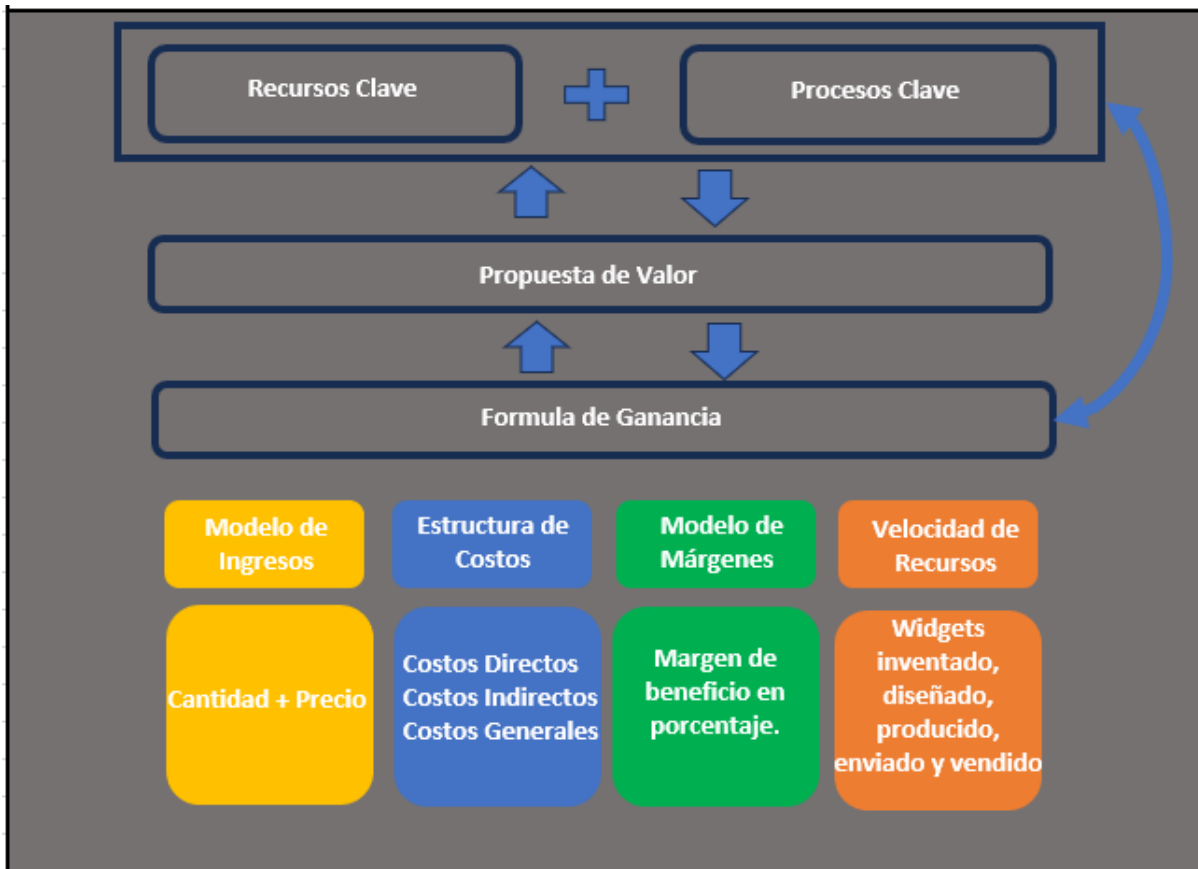 Recursos Clave
Procesos Clave
Propuesta de Valor
Formula de Ganancia
Modelo de
Ingresos
Estructura de
Costos
Modelo de
Márgenes
Velocidad de
Recursos
Cantidad + Precio
Costos Directos
Costos Indirectos
Costos Generales
Margen de
beneficio en
porcentaje.
Widgets
inventado,
diseñado,
producido,
enviado y vendido